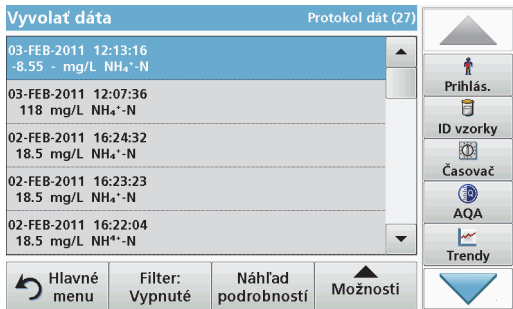 Vyvolať dáta
Protokol dát (27)
03-FEB-2011 12:13:16
-8.55 - mg/L NH₄⁺-N
03-FEB-2011 12:07:36
118 mg/L NH₄⁺-N
02-FEB-2011 16:24:32
18.5 mg/L NH₄⁺-N
02-FEB-2011 16:23:23
18.5 mg/L NH₄⁺-N
02-FEB-2011 16:22:04
18.5 mg/L NH⁴⁺-N
Prihlás.
ID vzorky
Časovač
AQA
Trendy
Hlavné
menu
Filter:
Vypnuté
Náhľad
podrobností
Možnosti